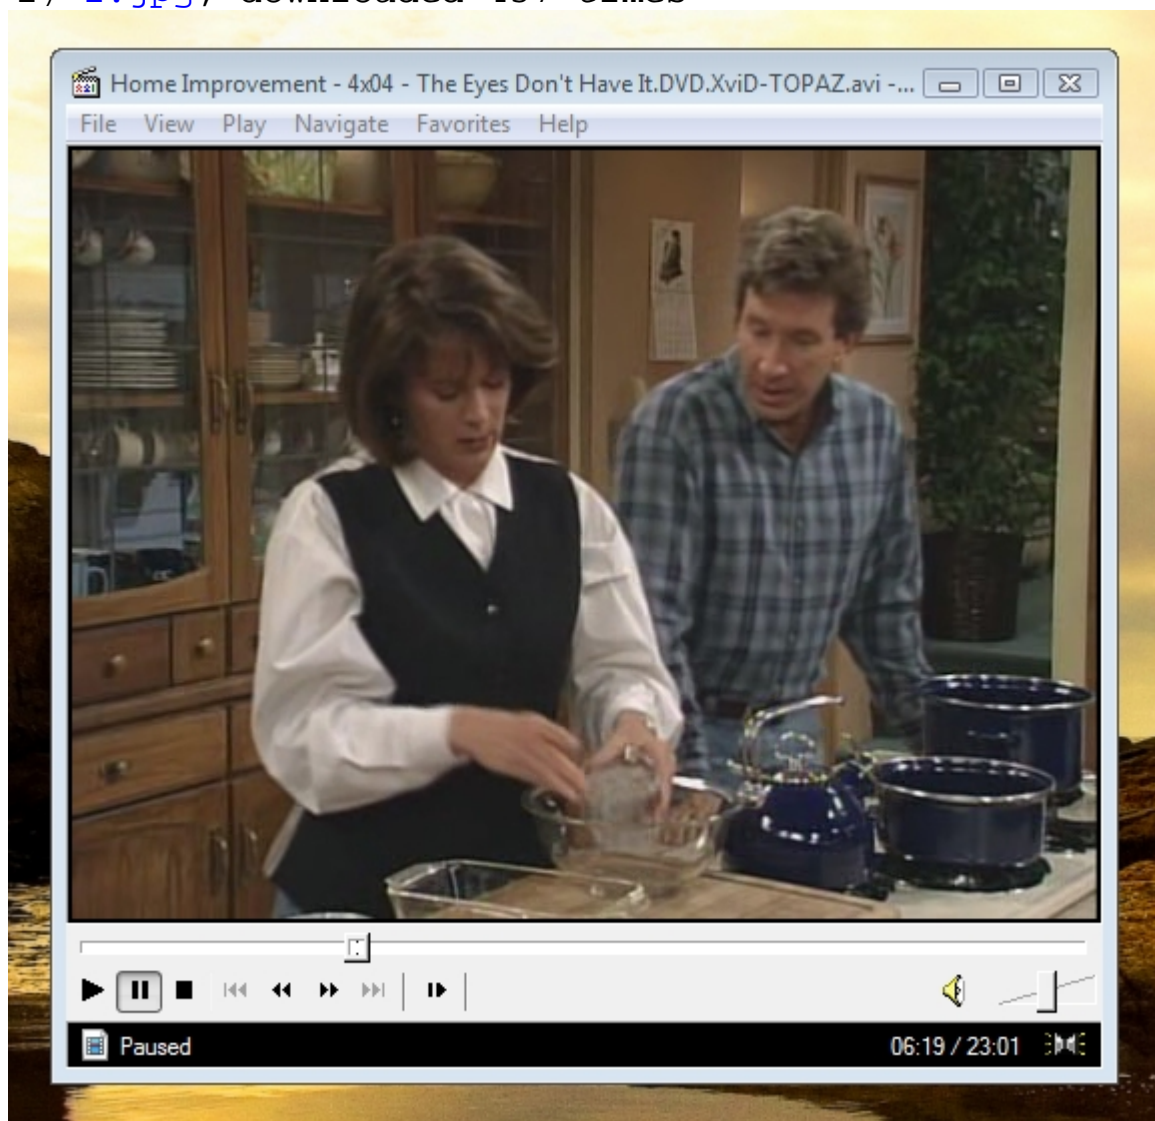 Home Improvement - 4x04 - The Eyes Don't Have It.DVD.XviD-TOPAZ.avi -...
File View Play Navigate Favorites Help
Paused
06:19 / 23:01